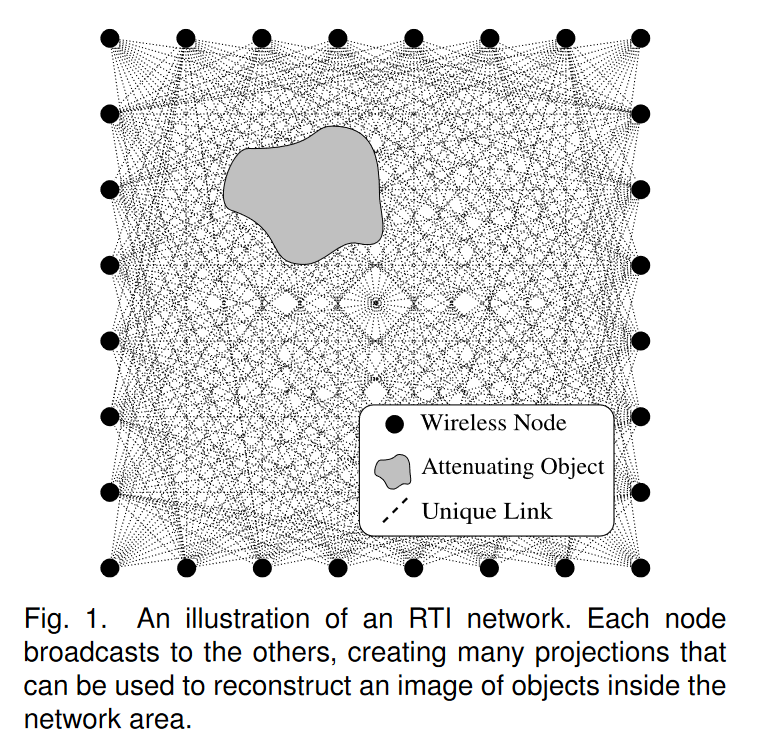 Wireless Node
Attenuating Object
Unique Link
Fig. 1. An illustration of an RTI network. Each node
broadcasts to the others, creating many projections that
can be used to reconstruct an image of objects inside the
network area.